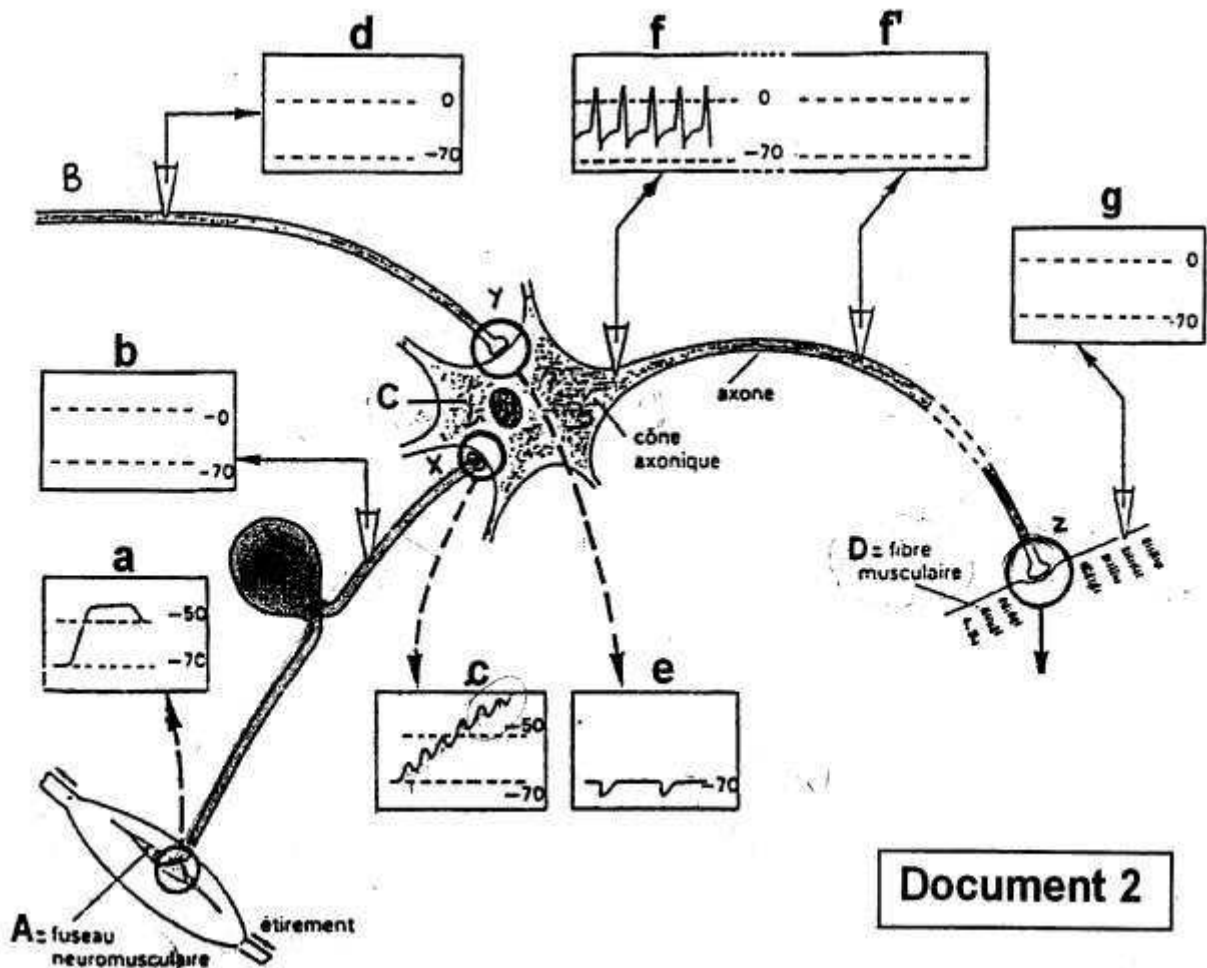 d
0
-70
f
f'
0
-70
g
0
-70
B
Y
b
-0
-70
C
X
axone
cône
axonique
z
D = fibre
musculaire
a
-50
-70
c
-50
-70
e
-70
étirement
A = fuseau
neuromusculaire
Document 2